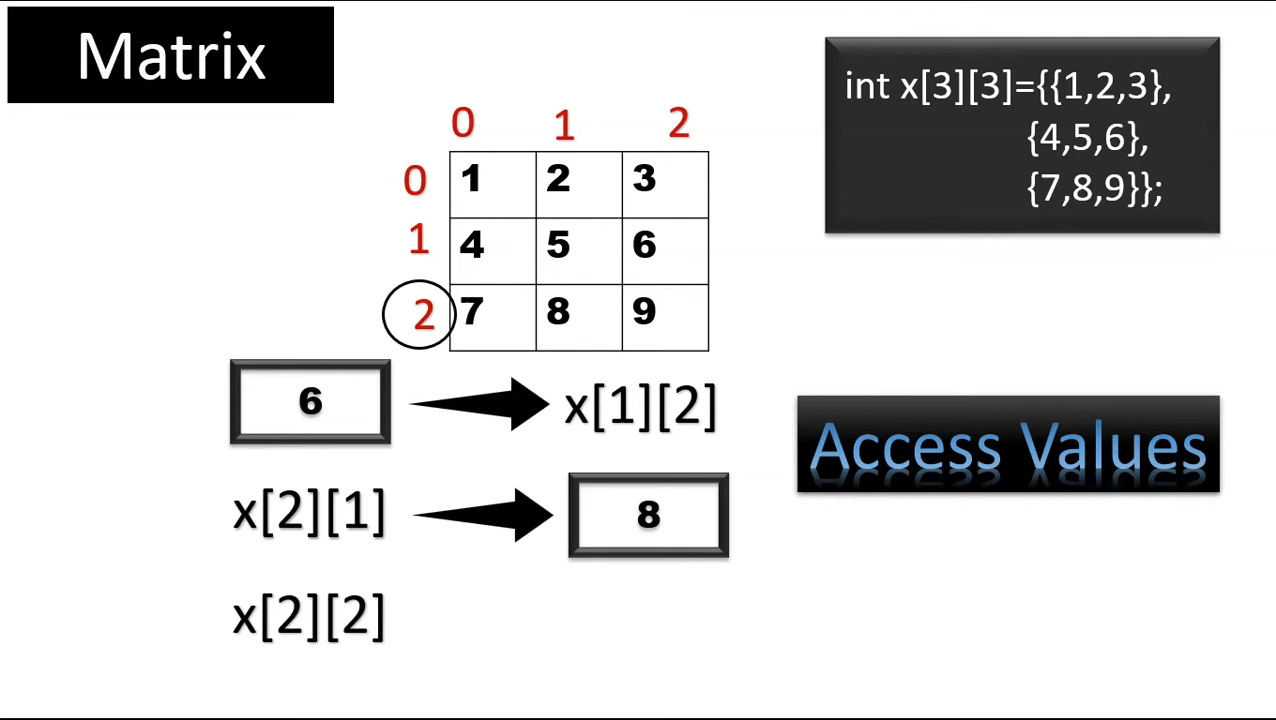 Matrix
int x[3][3]={{1,2,3},
{4,5,6},
{7,8,9}};
0 1 2
0 1 2 3
1 4 5 6
2 7 8 9
6 x[1][2]
Access Values
x[2][1] 8
x[2][2]